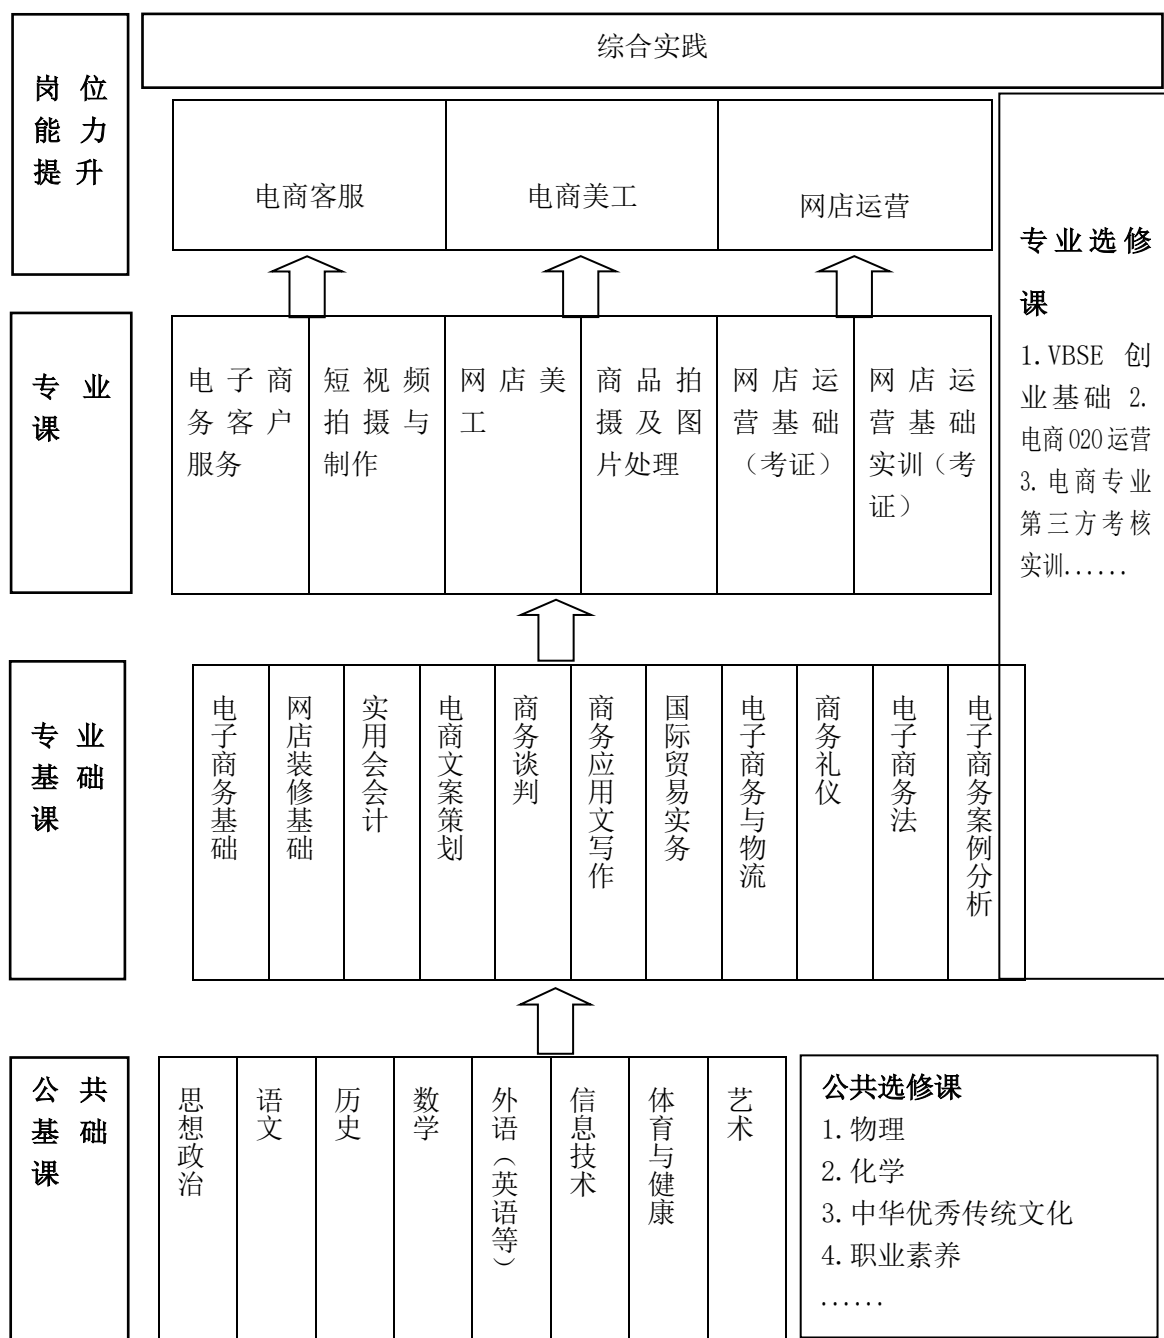 综合实践
岗 位
能 力
提 升
电商客服
电商美工
网店运营
专业选修
课
1.VBSE 创
业基础 2.
电商O2O运营
3.电商专业
第三方考核
实训......
专 业
课
电子商
务客户
服务
短视频
拍摄与
制作
网店美
工
商品拍
摄及图
片处理
网店运
营基础
（考证）
网店运
营基础
实训（考
证）
专 业
基 础
课
电子商务基础
网店装修基础
实用会会计
电商文案策划
商务谈判
商务应用文写作
国际贸易实务
电子商务与物流
商务礼仪
电子商务法
电子商务案例分析
公 共
基 础
课
思想政治
语文
历史
数学
外语（英语等）
信息技术
体育与健康
艺术
公共选修课
1.物理
2.化学
3.中华优秀传统文化
4.职业素养
......